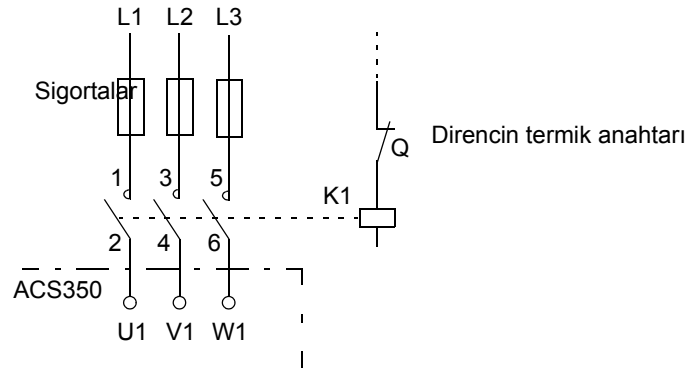 L1 L2 L3
Sigortalar
Q Direncin termik anahtarı
1 3 5
K1
2 4 6
ACS350
U1 V1 W1